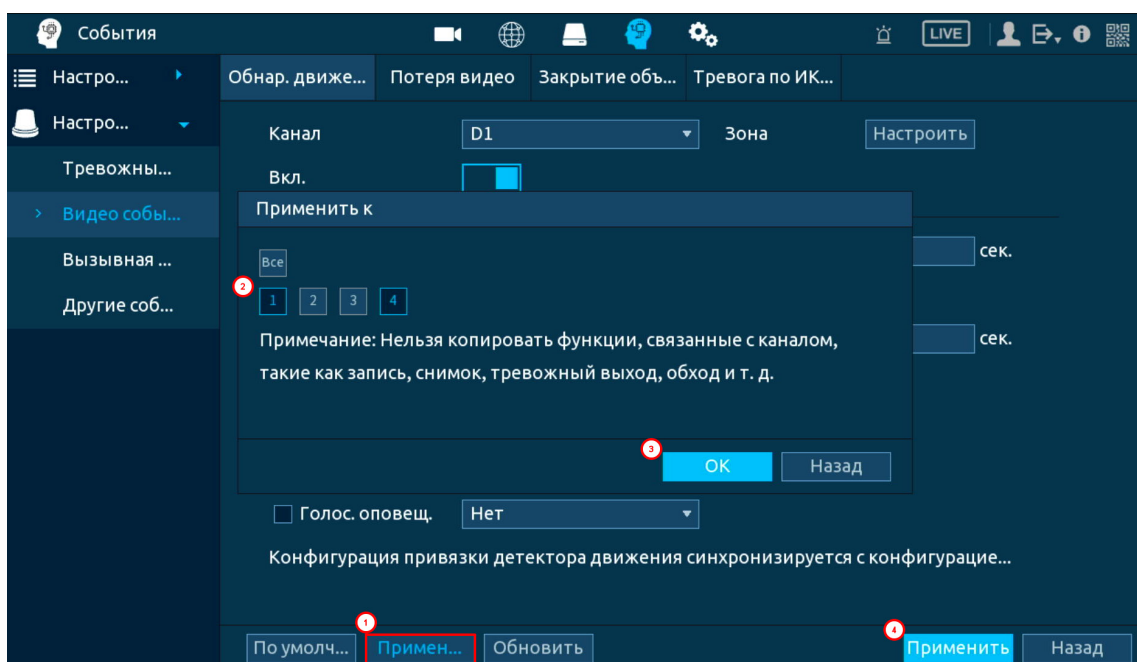 События
LIVE
Настро...
Обнар. движе... Потеря видео Закрытие объ... Тревога по ИК...
Настро...
Канал D1 Зона Настроить
Тревожны...
Вкл.
Видео собы...
Применить к
Вызывная ...
Все
сек.
2
1 2 3 4
Другие соб...
Примечание: Нельзя копировать функции, связанные с каналом,
сек.
такие как запись, снимок, тревожный выход, обход и т. д.
3
OK Назад
Голос. оповещ. Нет
Конфигурация привязки детектора движения синхронизируется с конфигурацие...
1
4
По умолч... Примен... Обновить Применить Назад